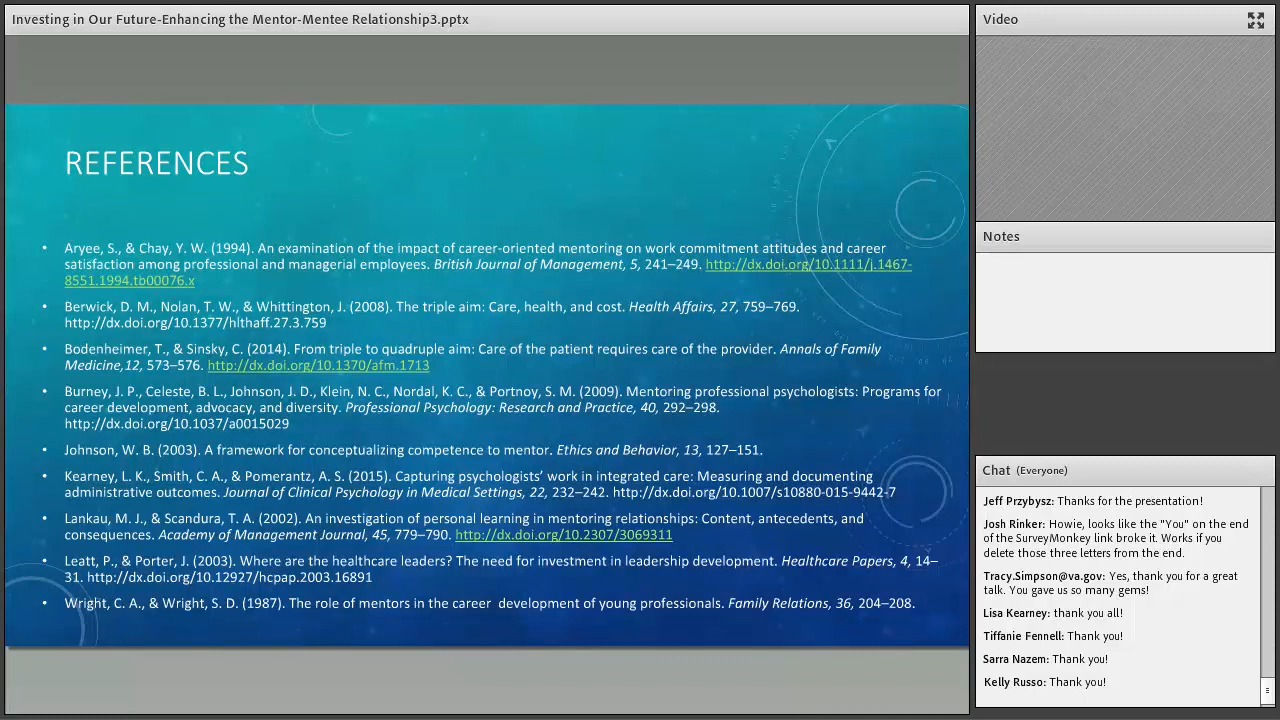 Investing in Our Future-Enhancing the Mentor-Mentee Relationship3.pptx
REFERENCES
• Aryee, S., & Chay, Y. W. (1994). An examination of the impact of career-oriented mentoring on work commitment attitudes and career
satisfaction among professional and managerial employees. British Journal of Management, 5, 241–249. http://dx.doi.org/10.1111/j.1467-
8551.1994.tb00076.x
• Berwick, D. M., Nolan, T. W., & Whittington, J. (2008). The triple aim: Care, health, and cost. Health Affairs, 27, 759–769.
http://dx.doi.org/10.1377/hlthaff.27.3.759
• Bodenheimer, T., & Sinsky, C. (2014). From triple to quadruple aim: Care of the patient requires care of the provider. Annals of Family
Medicine,12, 573–576. http://dx.doi.org/10.1370/afm.1713
• Burney, J. P., Celeste, B. L., Johnson, J. D., Klein, N. C., Nordal, K. C., & Portnoy, S. M. (2009). Mentoring professional psychologists: Programs for
career development, advocacy, and diversity. Professional Psychology: Research and Practice, 40, 292–298.
http://dx.doi.org/10.1037/a0015029
• Johnson, W. B. (2003). A framework for conceptualizing competence to mentor. Ethics and Behavior, 13, 127–151.
• Kearney, L. K., Smith, C. A., & Pomerantz, A. S. (2015). Capturing psychologists’ work in integrated care: Measuring and documenting
administrative outcomes. Journal of Clinical Psychology in Medical Settings, 22, 232–242. http://dx.doi.org/10.1007/s10880-015-9442-7
• Lankau, M. J., & Scandura, T. A. (2002). An investigation of personal learning in mentoring relationships: Content, antecedents, and
consequences. Academy of Management Journal, 45, 779–790. http://dx.doi.org/10.2307/3069311
• Leatt, P., & Porter, J. (2003). Where are the healthcare leaders? The need for investment in leadership development. Healthcare Papers, 4, 14–
31. http://dx.doi.org/10.12927/hcpap.2003.16891
• Wright, C. A., & Wright, S. D. (1987). The role of mentors in the career development of young professionals. Family Relations, 36, 204–208.
Video
Notes
Chat (Everyone)
Jeff Przybysz: Thanks for the presentation!
Josh Rinker: Howie, looks like the "You" on the end
of the SurveyMonkey link broke it. Works if you
delete those three letters from the end.
Tracy.Simpson@va.gov: Yes, thank you for a great
talk. You gave us so many gems!
Lisa Kearney: thank you all!
Tiffanie Fennell: Thank you!
Sarra Nazem: Thank you!
Kelly Russo: Thank you!